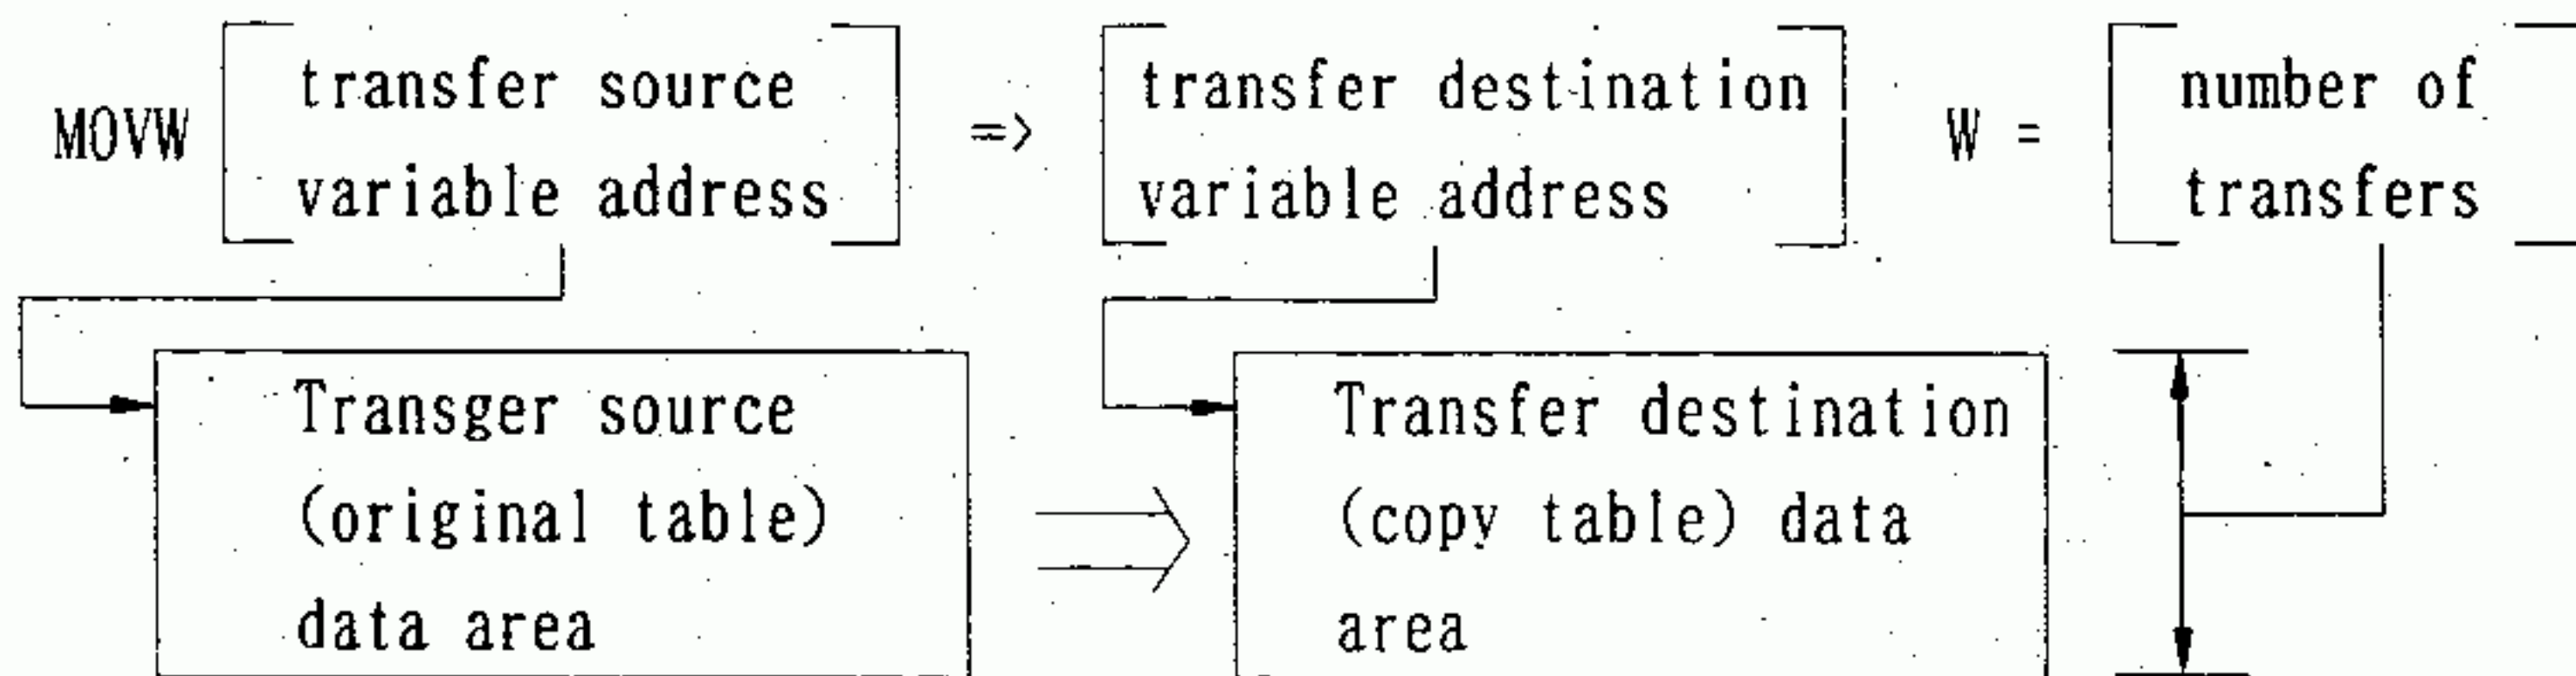 MOVW transfer source variable address => transfer destination variable address W = number of transfers
Transger source
(original table)
data area
Transfer destination
(copy table) data
area